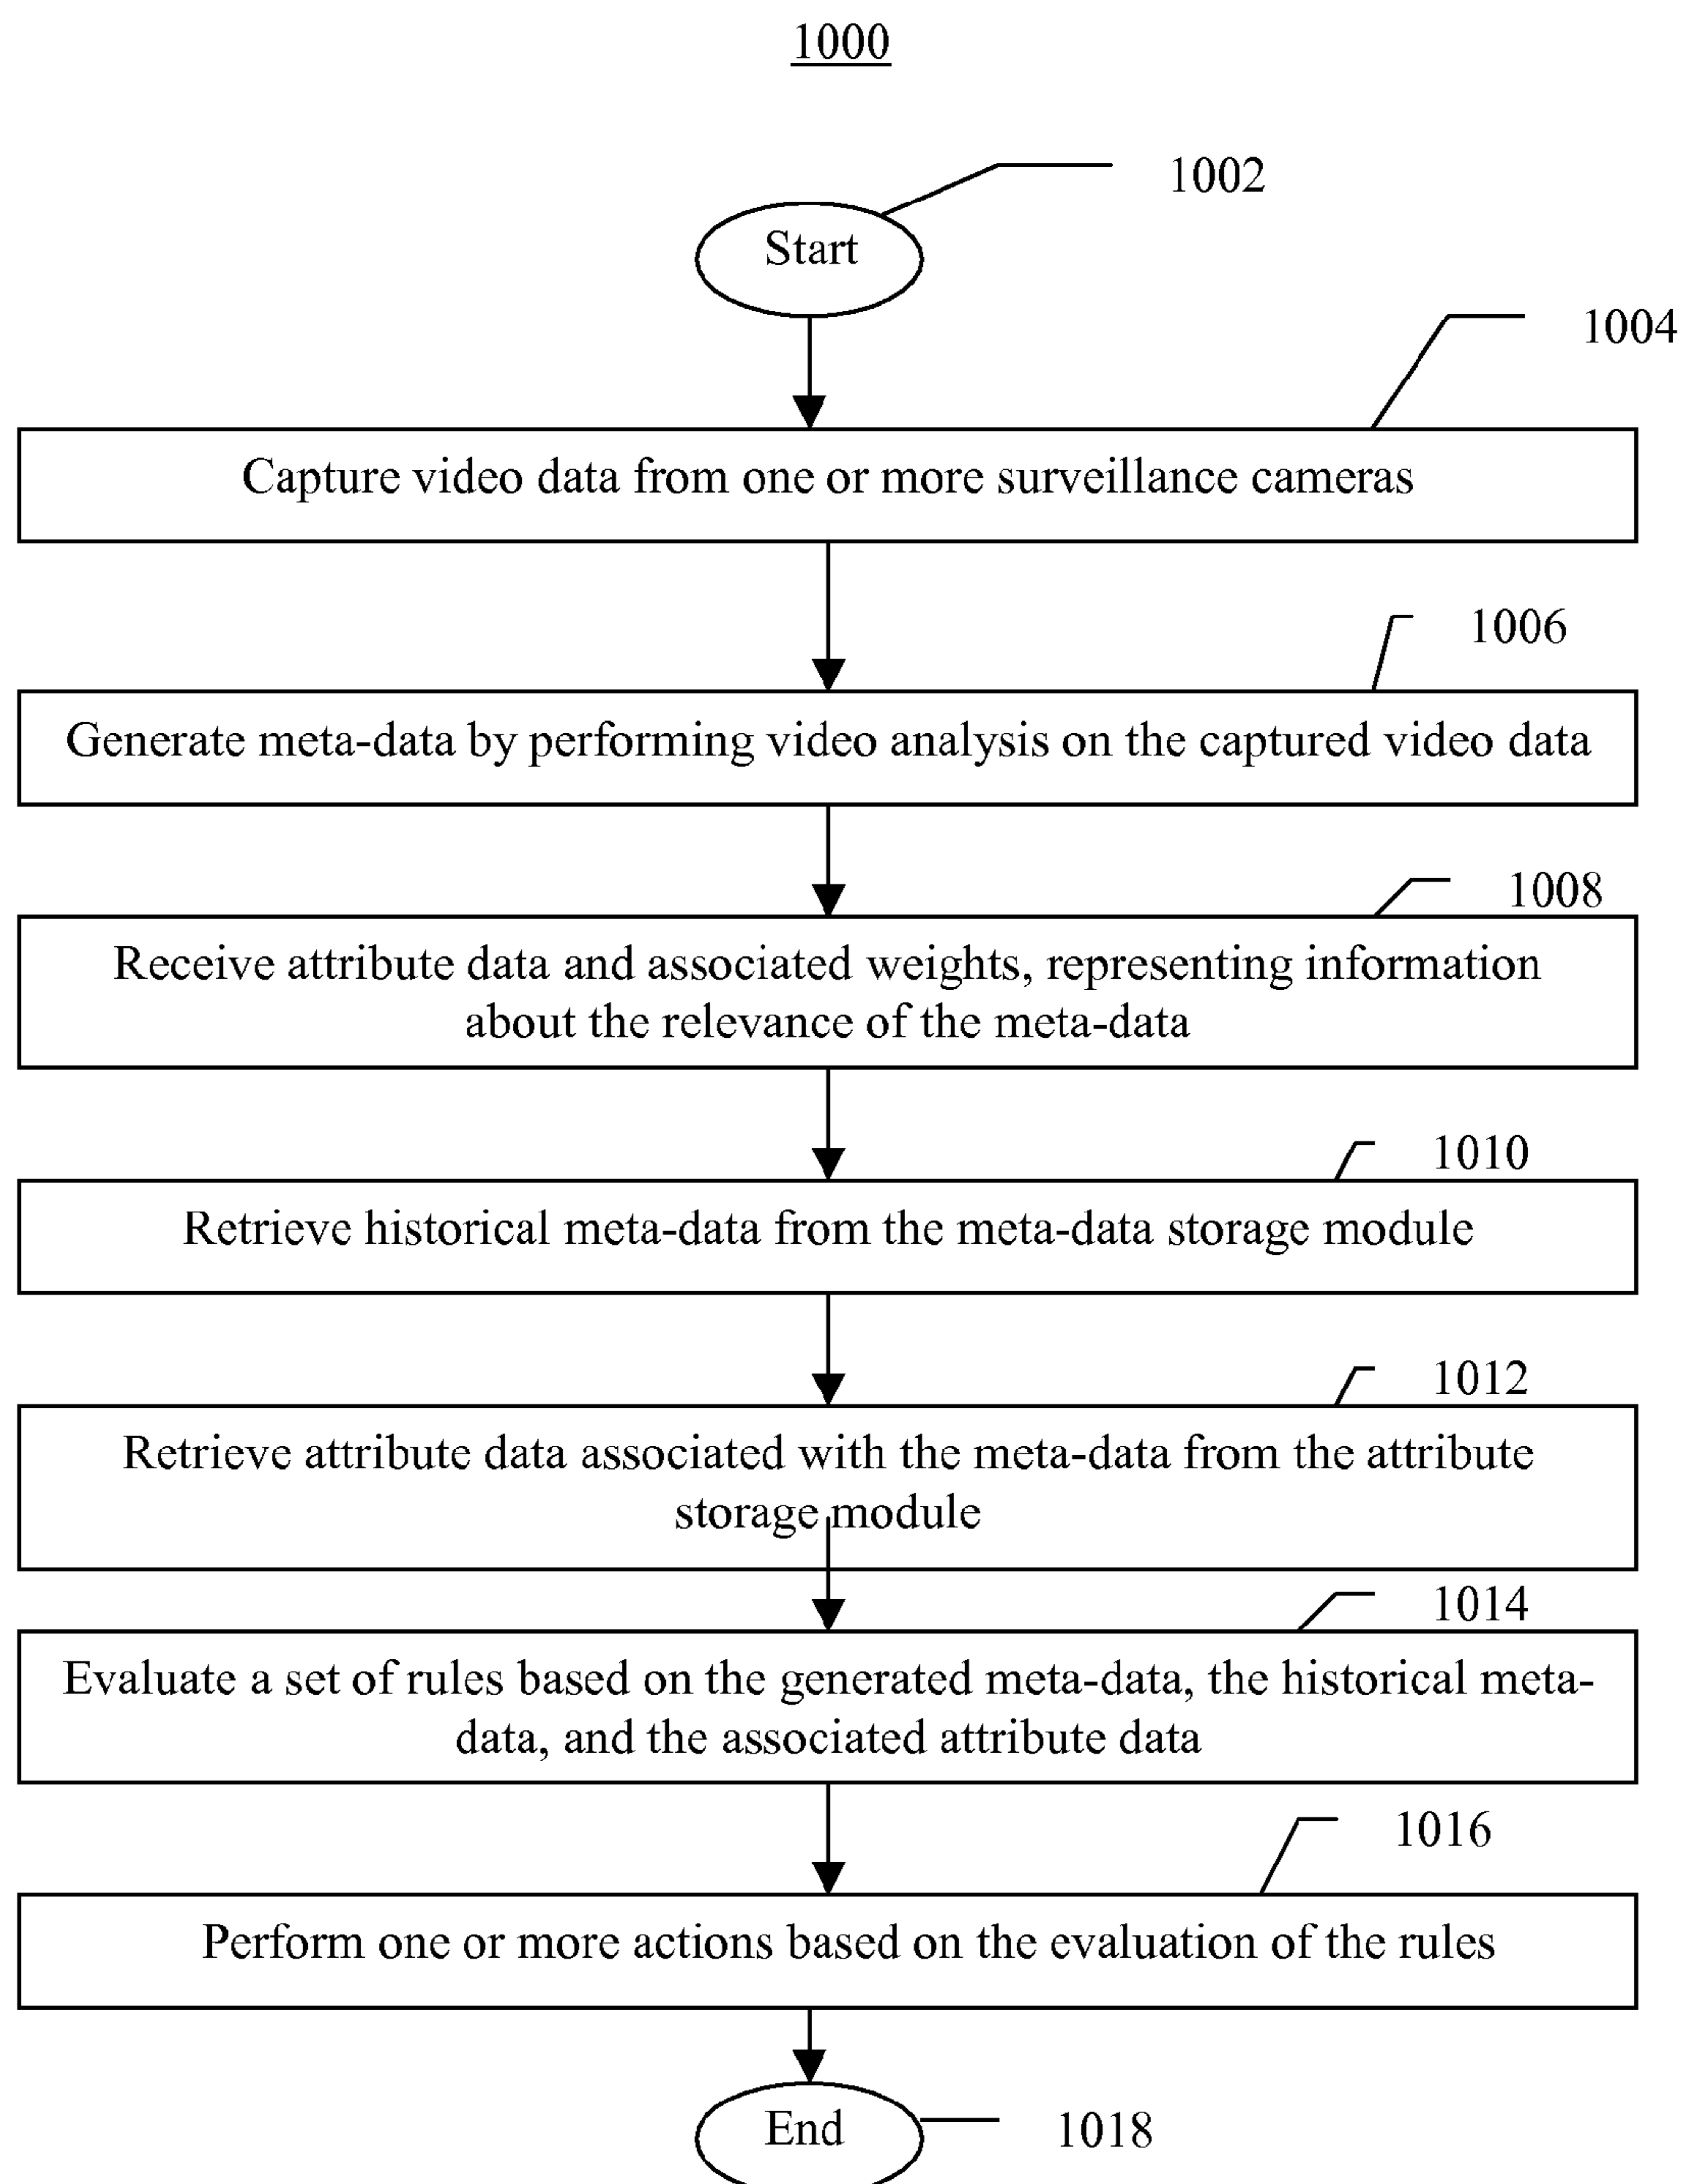 1000
1002
Start
1004
Capture video data from one or more surveillance cameras
1006
Generate meta-data by performing video analysis on the captured video data
1008
Receive attribute data and associated weights, representing information
about the relevance of the meta-data
1010
Retrieve historical meta-data from the meta-data storage module
1012
Retrieve attribute data associated with the meta-data from the attribute
storage module
1014
Evaluate a set of rules based on the generated meta-data, the historical meta-
data, and the associated attribute data
1016
Perform one or more actions based on the evaluation of the rules
End
1018